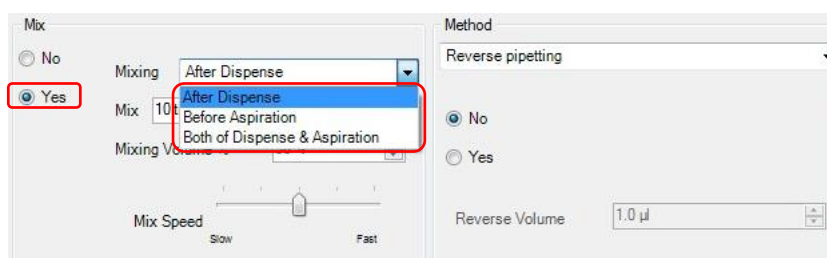 Mix
No
Yes
Mixing After Dispense
After Dispense
Before Aspiration
Both of Dispense & Aspiration
Mix 10
Mixing
Mix Speed
Slow Fast
Method
Reverse pipetting
No
Yes
Reverse Volume 1.0 µl